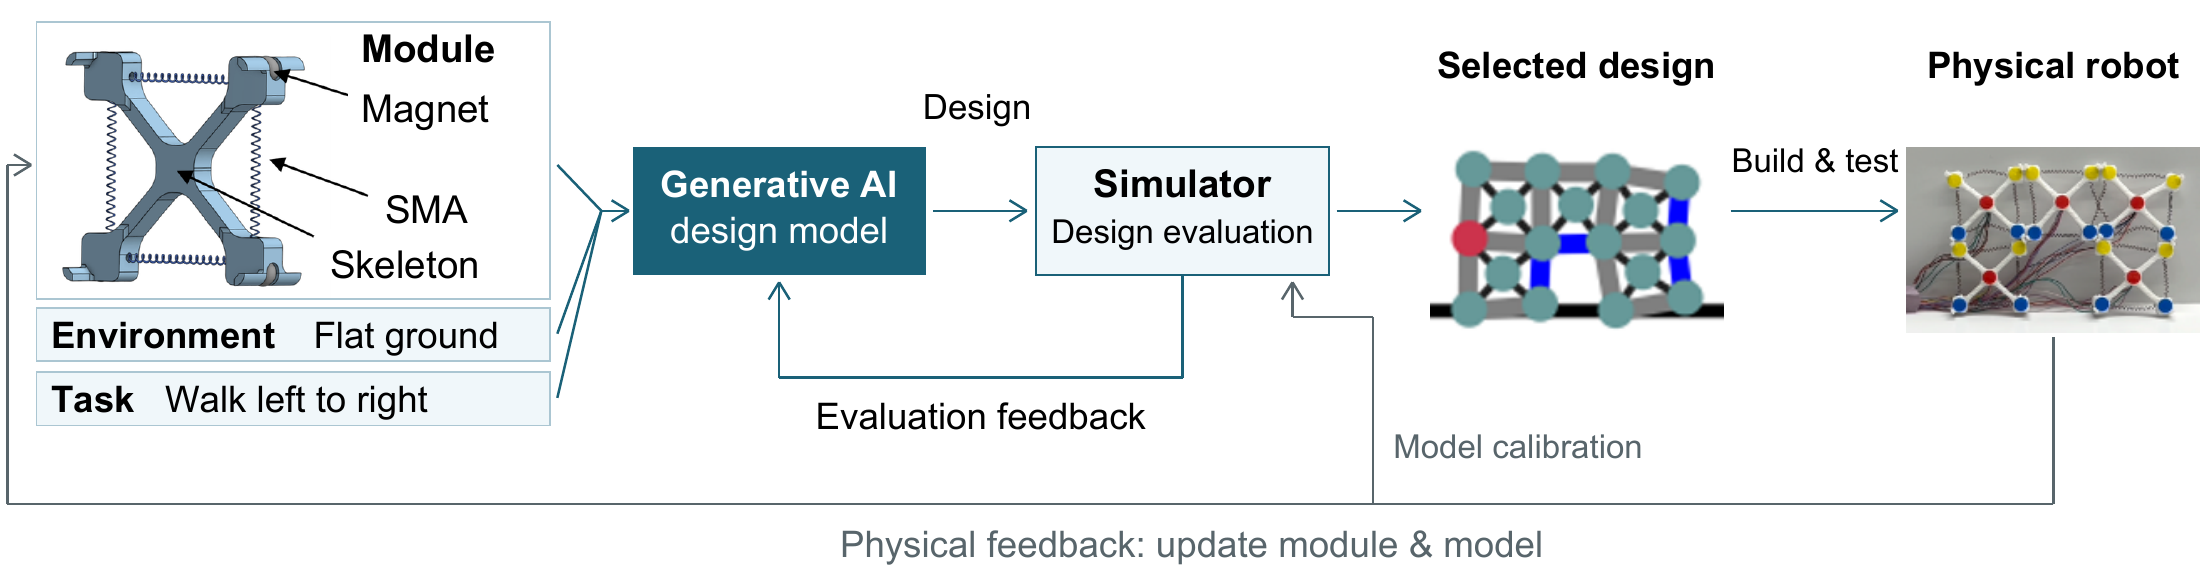 Module
Magnet
SMA
Skeleton
Environment Flat ground
Task Walk left to right
Generative AI
design model
Design
Simulator
Design evaluation
Evaluation feedback
Selected design
Build & test
Physical robot
Model calibration
Physical feedback: update module & model